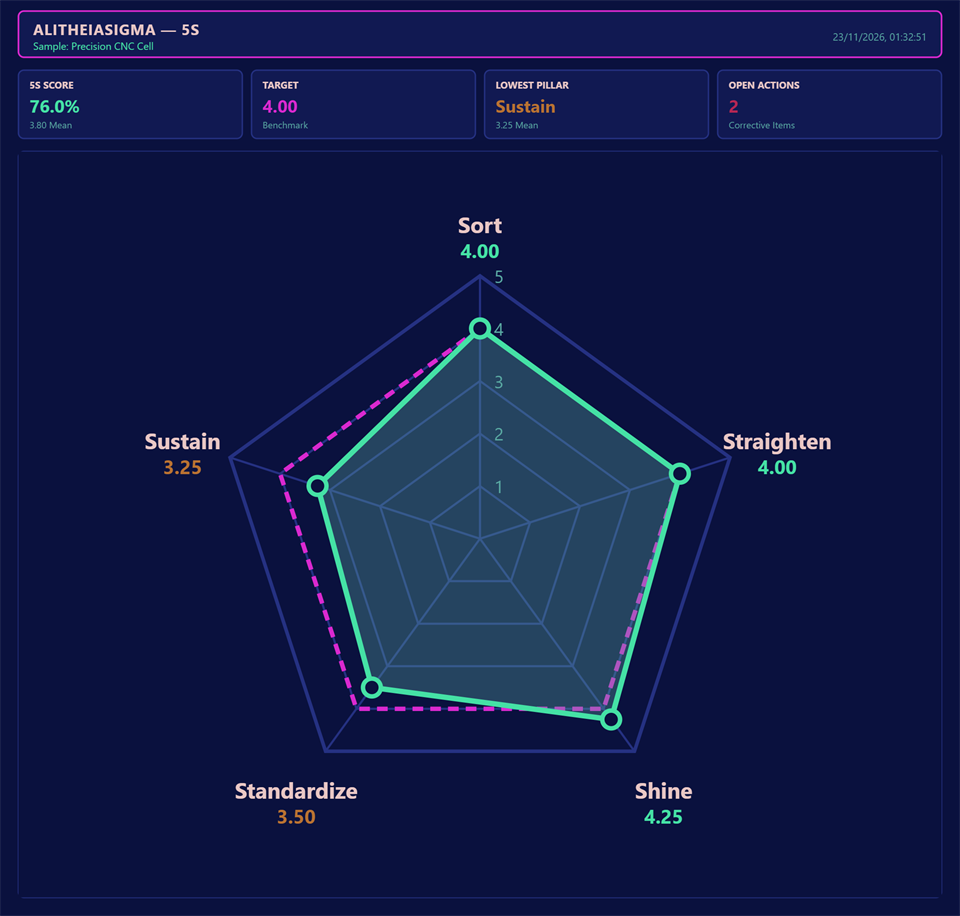 ALITHEIASIGMA — 5S
Sample: Precision CNC Cell
23/11/2026, 01:32:51
5S SCORE
76.0%
3.80 Mean
TARGET
4.00
Benchmark
LOWEST PILLAR
Sustain
3.25 Mean
OPEN ACTIONS
2
Corrective Items
Sort
4.00
5
4
3
2
1
Sustain
3.25
Straighten
4.00
Standardize
3.50
Shine
4.25